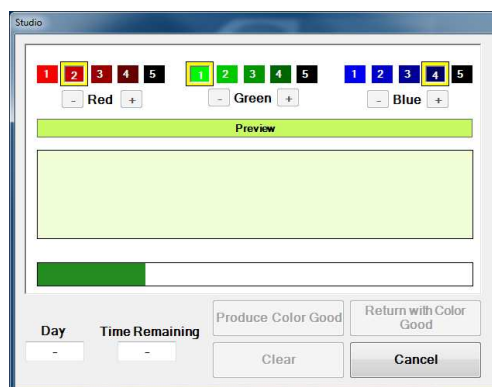 Studio
1 2 3 4 5 1 2 3 4 5 1 2 3 4 5
- Red + - Green + - Blue +
Preview
Day Time Remaining
- -
Produce Color Good
Return with Color
Good
Clear
Cancel